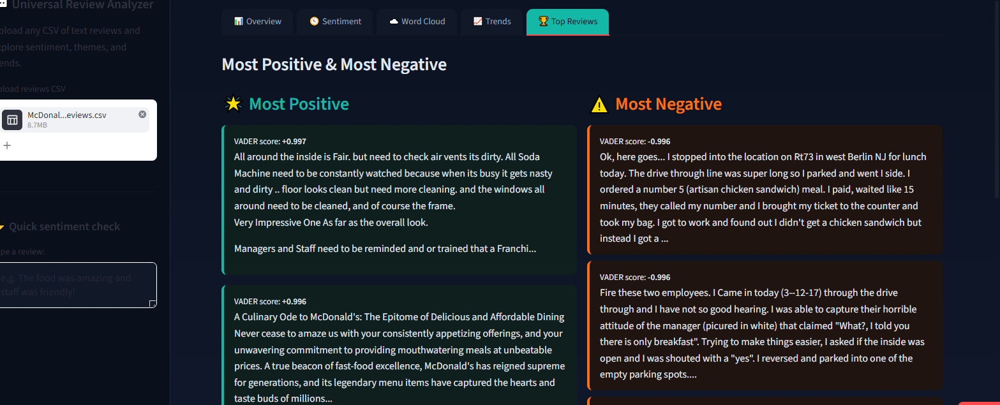 Universal Review Analyzer
pload any CSV of text reviews and
xplore sentiment, themes, and
ends.
pload reviews CSV
McDonal...eviews.csv
8.7MB
Quick sentiment check
pe a review:
e.g. The food was amazing and
staff was friendly!
Overview
Sentiment
Word Cloud
Trends
Top Reviews
Most Positive & Most Negative
Most Positive
VADER score: +0.997
All around the inside is Fair. but need to check air vents its dirty. All Soda
Machine need to be constantly watched because when its busy it gets nasty
and dirty .. floor looks clean but need more cleaning. and the windows all
around need to be cleaned, and of course the frame.
Very Impressive One As far as the overall look.
Managers and Staff need to be reminded and or trained that a Franchi...
VADER score: +0.996
A Culinary Ode to McDonald's: The Epitome of Delicious and Affordable Dining
Never cease to amaze us with your consistently appetizing offerings, and your
unwavering commitment to providing mouthwatering meals at unbeatable
prices. A true beacon of fast-food excellence, McDonald's has reigned supreme
for generations, and its legendary menu items have captured the hearts and
taste buds of millions...
Most Negative
VADER score: -0.996
Ok, here goes... I stopped into the location on Rt73 in west Berlin NJ for lunch
today. The drive through line was super long so I parked and went I side. I
ordered a number 5 (artisan chicken sandwich) meal. I paid, waited like 15
minutes, they called my number and I brought my ticket to the counter and
took my bag. I got to work and found out I didn't get a chicken sandwich but
instead I got a ...
VADER score: -0.996
Fire these two employees. I Came in today (3--12-17) through the drive
through and I have not so good hearing. I was able to capture their horrible
attitude of the manager (picured in white) that claimed "What?, I told you
there is only breakfast". Trying to make things easier, I asked if the inside was
open and I was shouted with a "yes". I reversed and parked into one of the
empty parking spots....